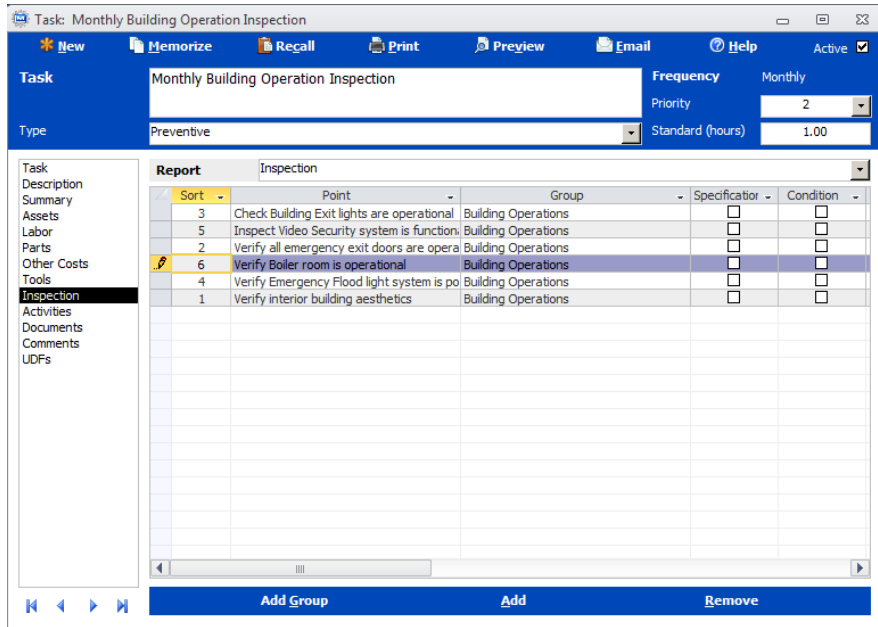 Task: Monthly Building Operation Inspection
New Memorize Recall Print Preview Email Help Active
Task Monthly Building Operation Inspection Frequency Monthly
Priority 2
Type Preventive Standard (hours) 1.00
Task
Description
Summary
Assets
Labor
Parts
Other Costs
Tools
Inspection
Activities
Documents
Comments
UDFs
Report Inspection
Sort Point Group Specification Condition
3 Check Building Exit lights are operational Building Operations
5 Inspect Video Security system is function Building Operations
2 Verify all emergency exit doors are opera Building Operations
6 Verify Boiler room is operational Building Operations
4 Verify Emergency Flood light system is po Building Operations
1 Verify interior building aesthetics Building Operations
Add Group Add Remove